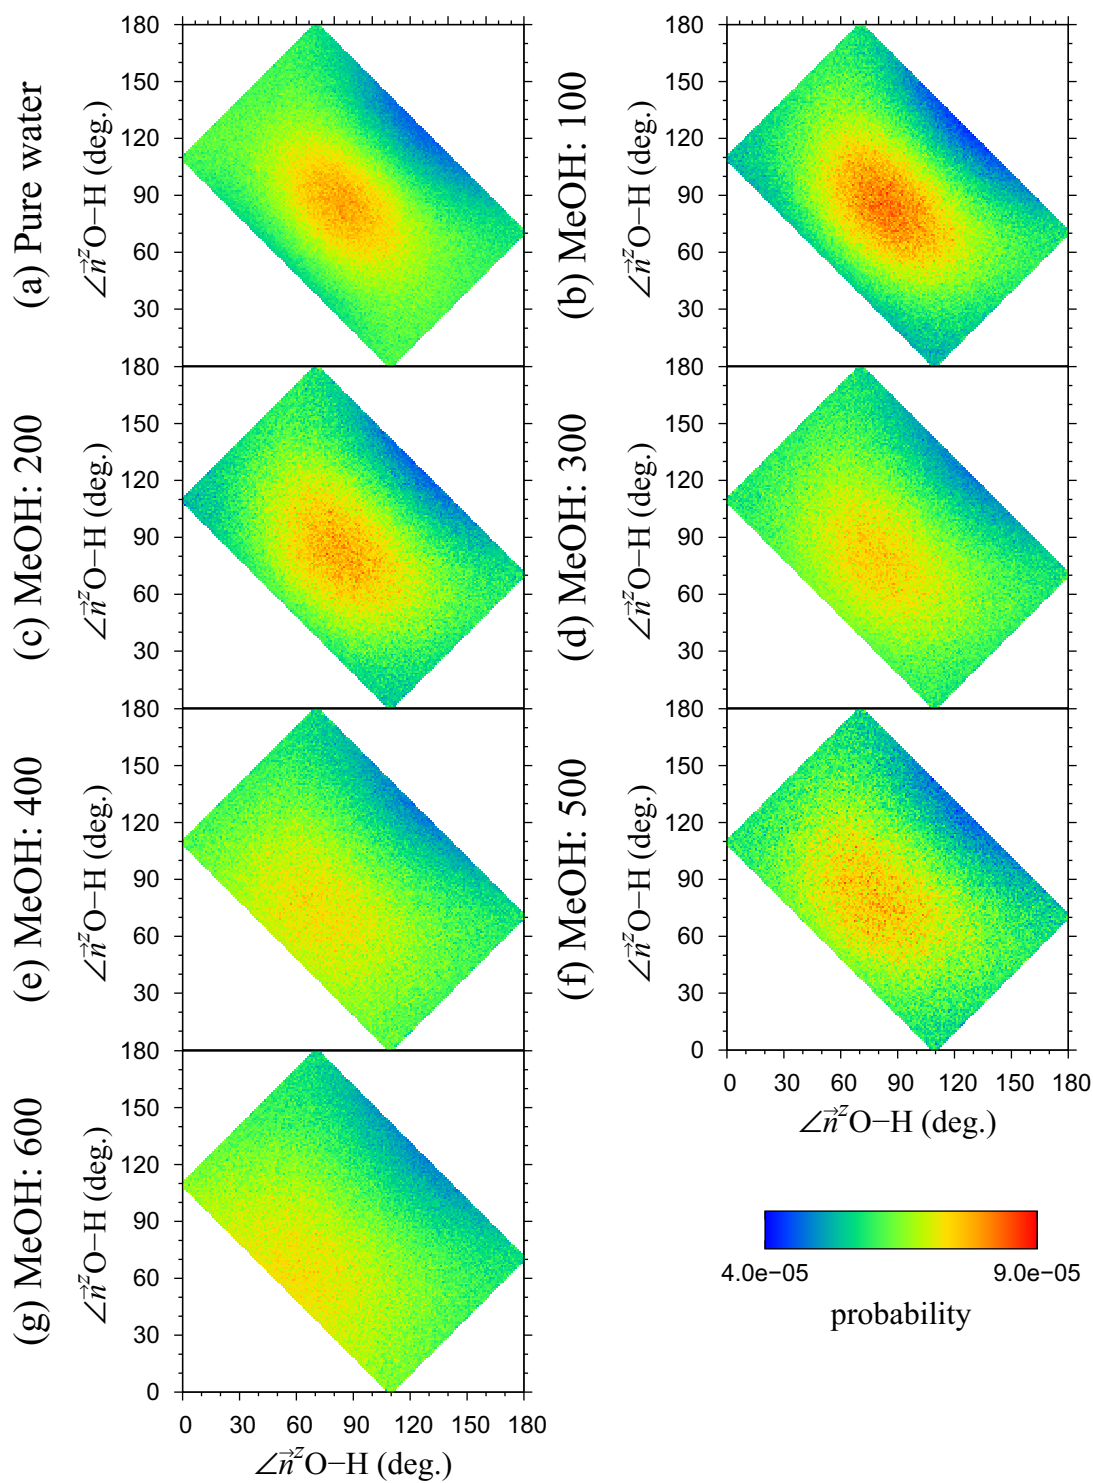 (a) Pure water
∠n⃗ᶻO−H (deg.)
180
150
120
90
60
30
(b) MeOH: 100
∠n⃗ᶻO−H (deg.)
180
150
120
90
60
30
(c) MeOH: 200
∠n⃗ᶻO−H (deg.)
180
150
120
90
60
30
(d) MeOH: 300
∠n⃗ᶻO−H (deg.)
180
150
120
90
60
30
(e) MeOH: 400
∠n⃗ᶻO−H (deg.)
180
150
120
90
60
30
(f) MeOH: 500
∠n⃗ᶻO−H (deg.)
180
150
120
90
60
30
0
0 30 60 90 120 150 180
∠n⃗ᶻO−H (deg.)
(g) MeOH: 600
∠n⃗ᶻO−H (deg.)
180
150
120
90
60
30
0
0 30 60 90 120 150 180
∠n⃗ᶻO−H (deg.)
4.0e−05 9.0e−05
probability